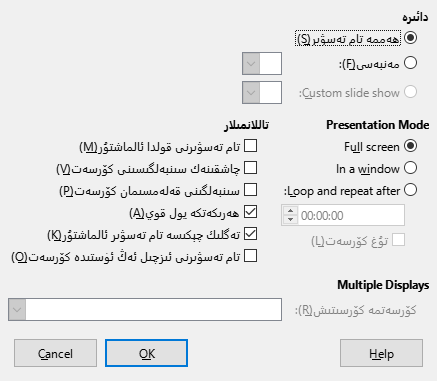 دائىرە
ھەممە تام تەسۋىر(S)
مەنبەسى(F):
Custom slide show:
Presentation Mode
Full screen
In a window
Loop and repeat after:
00:00:00
تۇغ كۆرسەت(L)
تاللانمىلار
تام تەسۋىرنى قولدا ئالماشتۇر(M)
چاشقىنەك سىنبەلگىسىنى كۆرسەت(V)
سىنبەلگىنى قەلەمسىمان كۆرسەت(P)
ھەرىكەتكە يول قوي(A)
تەگلىك چېكىسە تام تەسۋىر ئالماشتۇر(K)
تام تەسۋىرنى ئىزچىل ئەڭ ئۈستىدە كۆرسەت(O)
Multiple Displays
كۆرسەتمە كۆرسىتىش(R):
Help
OK
Cancel